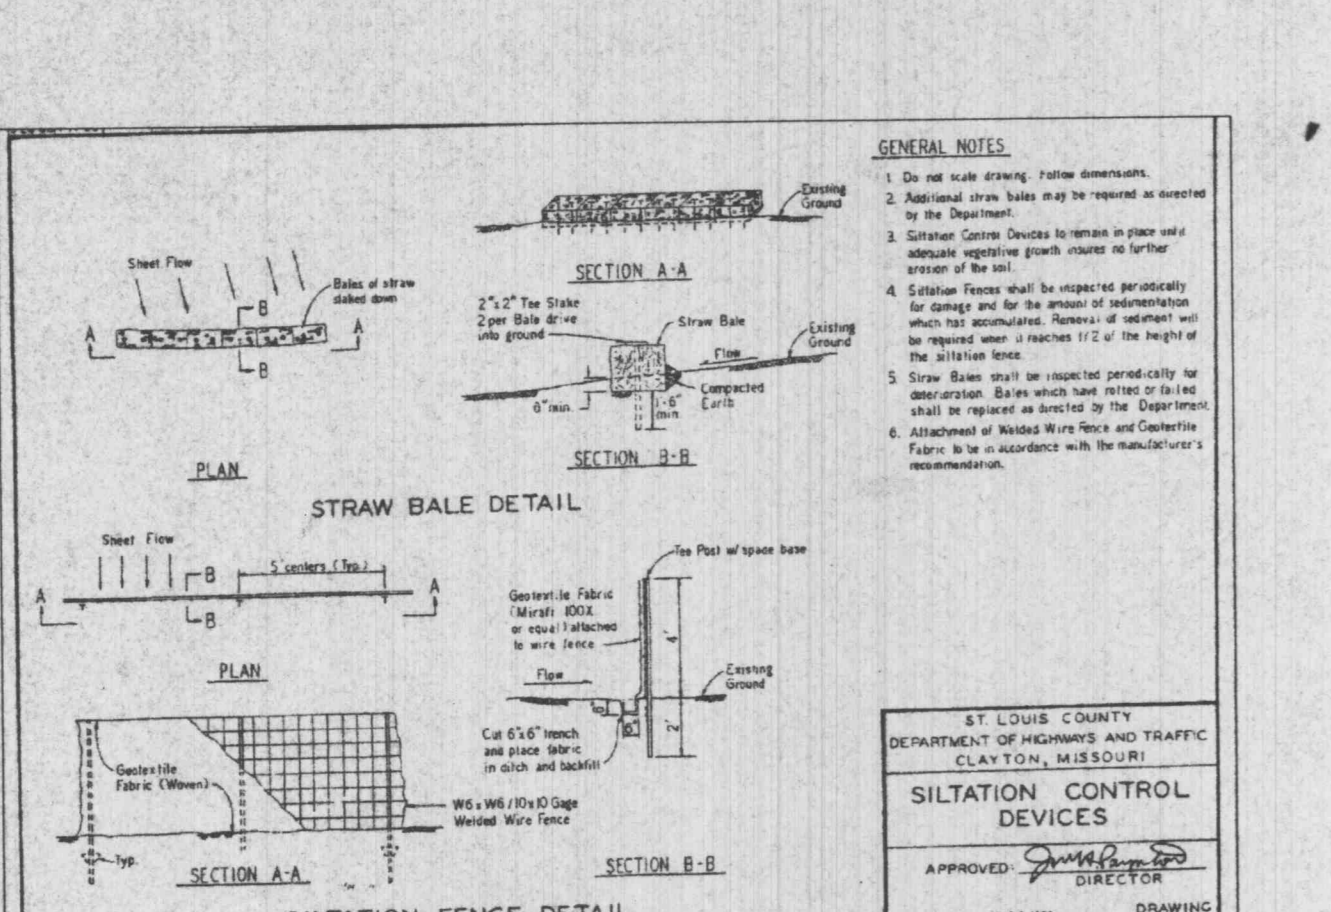 Sheet Flow
Bales of straw
staked down
B
A
A
B
PLAN
Existing
Ground
SECTION A-A
2"x 2" Tee Stake
2 per Bale drive
into ground
Straw Bale
Existing
Ground
Flow
Compacted
Earth
min.
min.
SECTION B-B
STRAW BALE DETAIL
Sheet Flow
5' centers (Typ.)
B
A
A
B
PLAN
Geotextile
Fabric (Woven)
W6 x W6 / 10 x 10 Gage
Welded Wire Fence
Typ.
SECTION A-A
Tee Post w/ spade base
Geotextile Fabric
(Mirafi 100X
or equal) attached
to wire fence
4'
Flow
Existing
Ground
6"
6"
2'
Cut 6"x 6" trench
and place fabric
in ditch and backfill
SECTION B-B
SILTATION FENCE DETAIL
GENERAL NOTES
1. Do not scale drawing. Follow dimensions.
2. Additional straw bales may be required as directed
by the Department.
3. Siltation Control Devices to remain in place until
adequate vegetative growth insures no further
erosion of the soil.
4. Siltation Fences shall be inspected periodically
for damage and for the amount of sedimentation
which has accumulated. Removal of sediment will
be required when it reaches 1/2 of the height of
the siltation fence.
5. Straw Bales shall be inspected periodically for
deterioration. Bales which have rotted or failed
shall be replaced as directed by the Department.
6. Attachment of Welded Wire Fence and Geotextile
Fabric to be in accordance with the manufacturer's
recommendation.
ST. LOUIS COUNTY
DEPARTMENT OF HIGHWAYS AND TRAFFIC
CLAYTON, MISSOURI
SILTATION CONTROL
DEVICES
APPROVED:
DIRECTOR
DRAWING